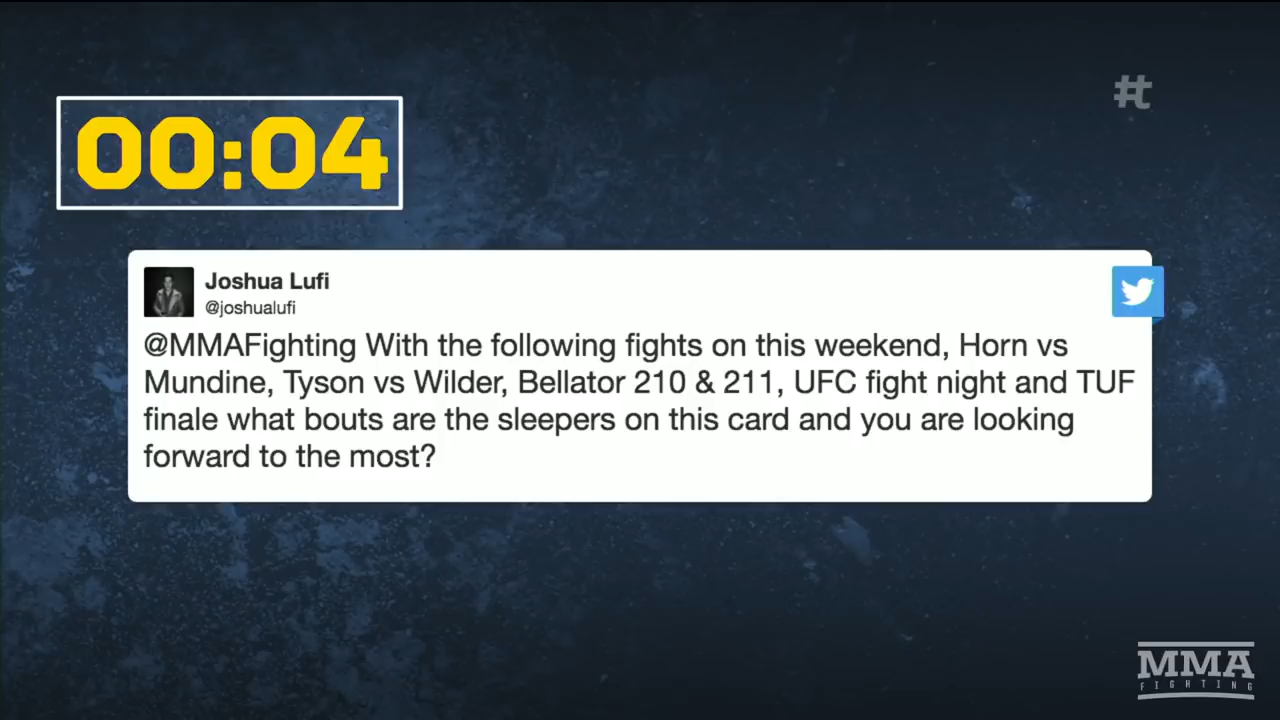 #t
00:04
Joshua Lufi
@joshualufi
@MMAFighting With the following fights on this weekend, Horn vs
Mundine, Tyson vs Wilder, Bellator 210 & 211, UFC fight night and TUF
finale what bouts are the sleepers on this card and you are looking
forward to the most?
MMA
FIGHTING